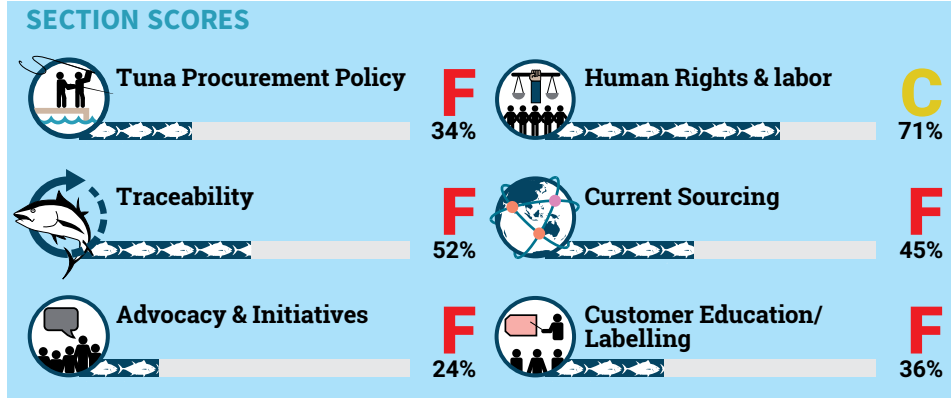 SECTION SCORES
Tuna Procurement Policy
F
34%
Human Rights & labor
C
71%
Traceability
F
52%
Current Sourcing
F
45%
Advocacy & Initiatives
F
24%
Customer Education/
Labelling
F
36%